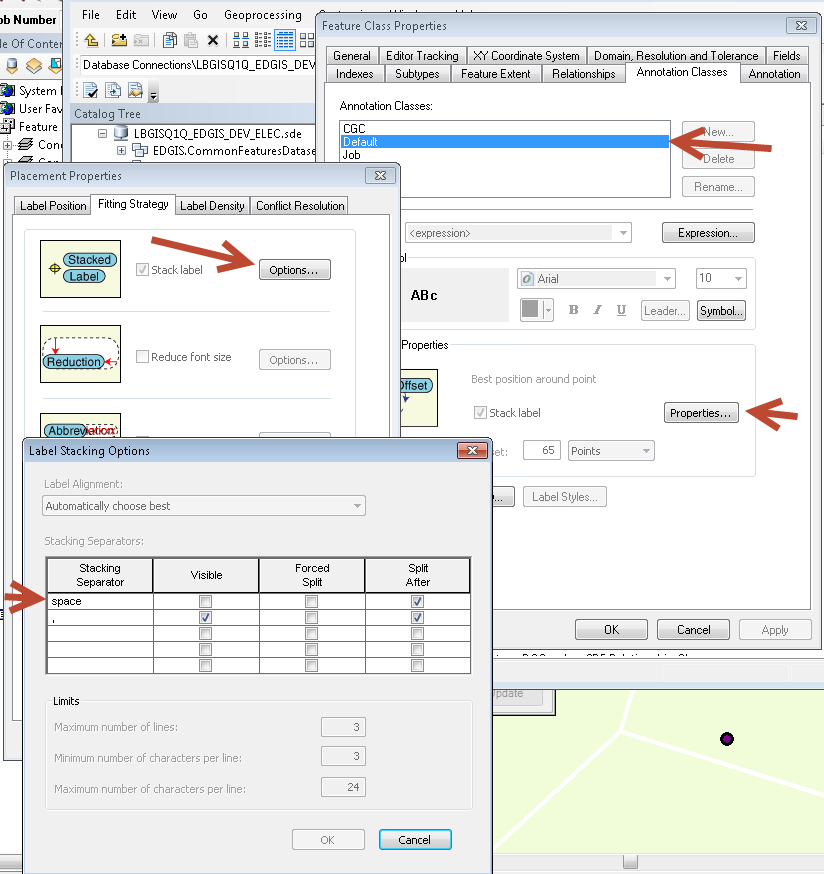 ob Number
le Of Conten
System
User Fav
Feature
Con
File Edit View Go Geoprocessing
Database Connections\LBGISQ1Q_EDGIS_DEV
Catalog Tree
LBGISQ1Q_EDGIS_DEV_ELEC.sde
EDGIS.CommonFeaturesDatase
Feature Class Properties
General Editor Tracking XY Coordinate System Domain, Resolution and Tolerance Fields
Indexes Subtypes Feature Extent Relationships Annotation Classes Annotation
Annotation Classes:
CGC
Default
Job
New...
Delete
Rename...
<expression>
Expression...
ol
ABc
Arial
10
B I U
Leader...
Symbol...
Properties
Offset
Best position around point
Stack label
Properties...
set:
65
Points
Label Styles...
OK Cancel Apply
Update
Placement Properties
Label Position Fitting Strategy Label Density Conflict Resolution
Stacked
Label
Stack label
Options...
Reduction
Reduce font size
Options...
Abbreviation
Label Stacking Options
Label Alignment:
Automatically choose best
Stacking Separators:
Stacking Separator Visible Forced Split Split After
space
,
Limits
Maximum number of lines: 3
Minimum number of characters per line: 3
Maximum number of characters per line: 24
OK Cancel